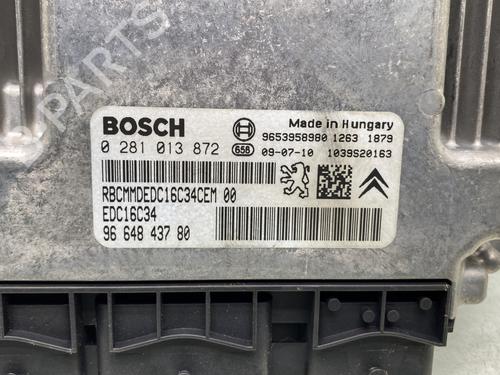 BOSCH
Made in Hungary
9653958980 1263 1879
0 281 013 872
656
09-07-10
1039S20163
RBCMMDEDC16C34CEM 00
EDC16C34
96 648 437 80